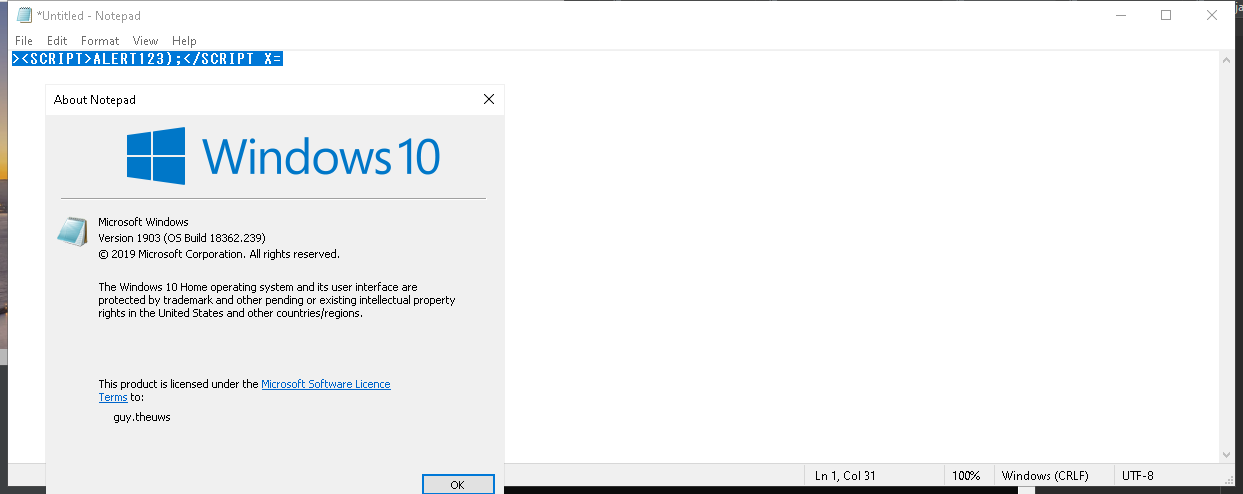 *Untitled - Notepad
File Edit Format View Help
><SCRIPT>ALERT123);</SCRIPT X=
About Notepad
Windows 10
Microsoft Windows
Version 1903 (OS Build 18362.239)
© 2019 Microsoft Corporation. All rights reserved.
The Windows 10 Home operating system and its user interface are
protected by trademark and other pending or existing intellectual property
rights in the United States and other countries/regions.
This product is licensed under the Microsoft Software Licence
Terms to:
guy.theuws
OK
Ln 1, Col 31 100% Windows (CRLF) UTF-8